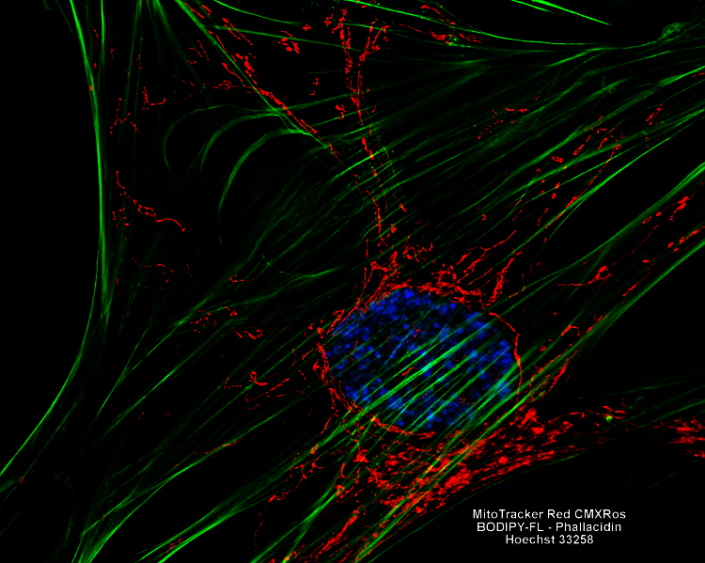 MitoTracker Red CMXRos
BODIPY-FL - Phallacidin
Hoechst 33258